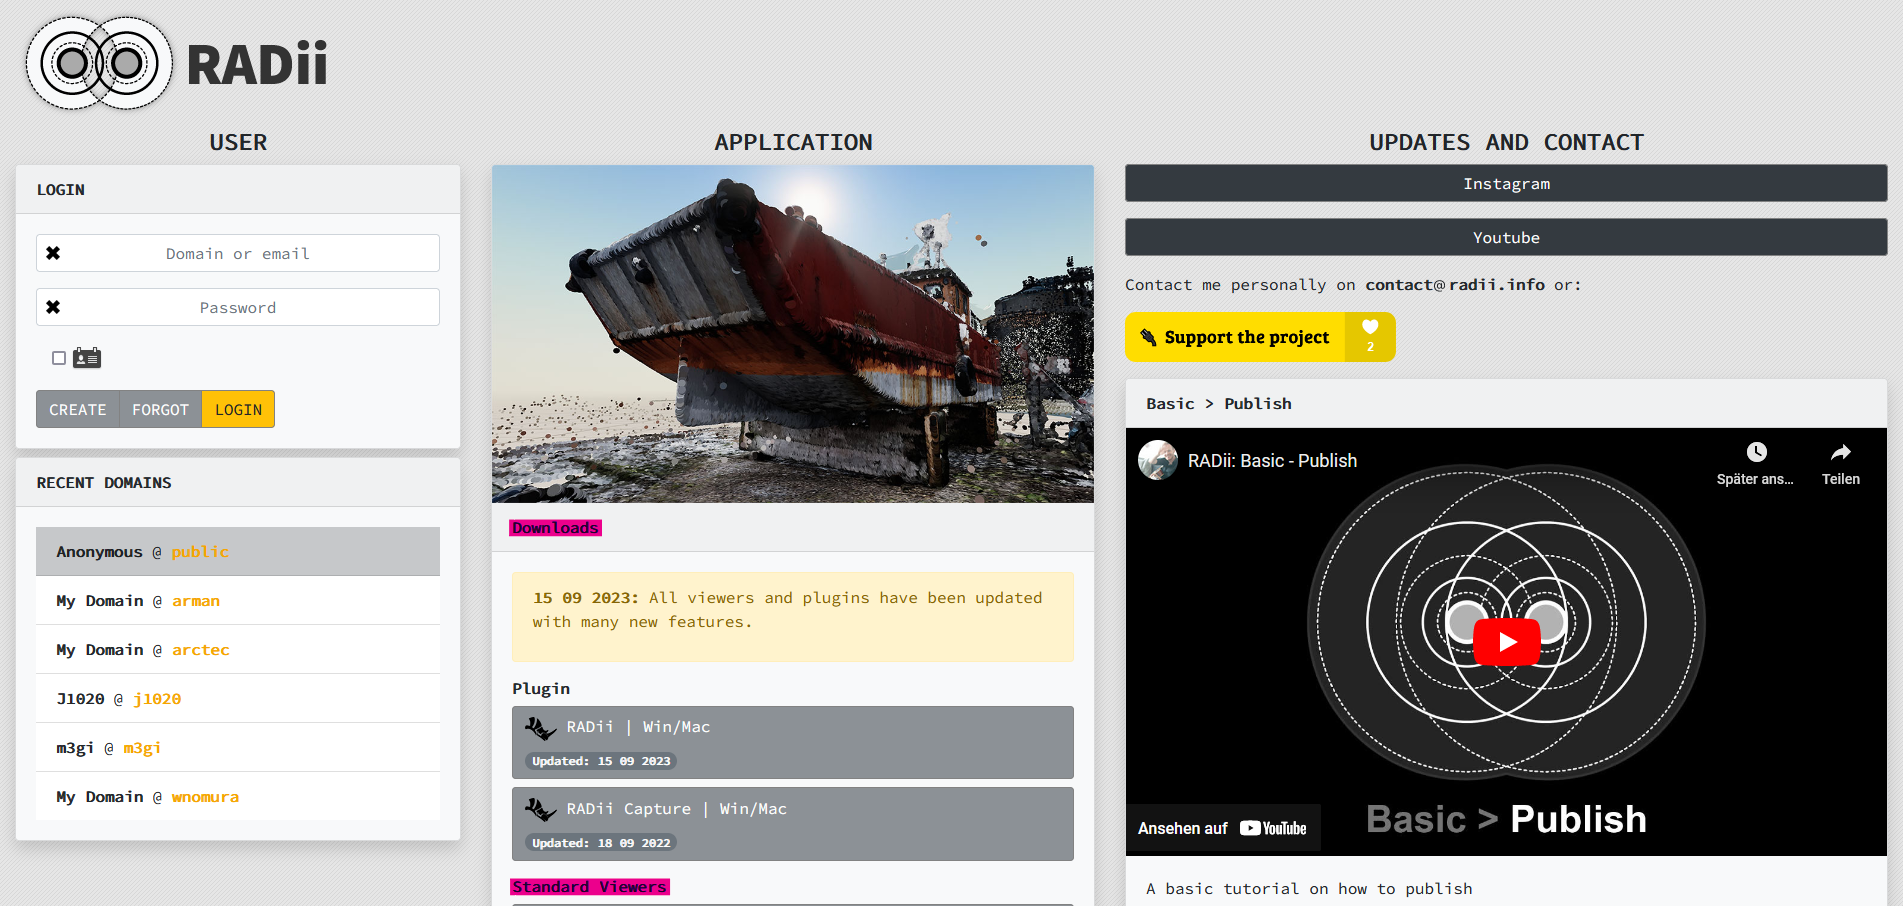 RADii
USER
LOGIN
Domain or email
Password
CREATE
FORGOT
LOGIN
RECENT DOMAINS
Anonymous @ public
My Domain @ arman
My Domain @ arctec
J1020 @ j1020
m3gi @ m3gi
My Domain @ wnomura
APPLICATION
Downloads
15 09 2023: All viewers and plugins have been updated
with many new features.
Plugin
RADii | Win/Mac
Updated: 15 09 2023
RADii Capture | Win/Mac
Updated: 18 09 2022
Standard Viewers
UPDATES AND CONTACT
Instagram
Youtube
Contact me personally on contact@radii.info or:
Support the project
2
Basic > Publish
RADii: Basic - Publish
Später ans...
Teilen
Basic > Publish
Ansehen auf YouTube
A basic tutorial on how to publish